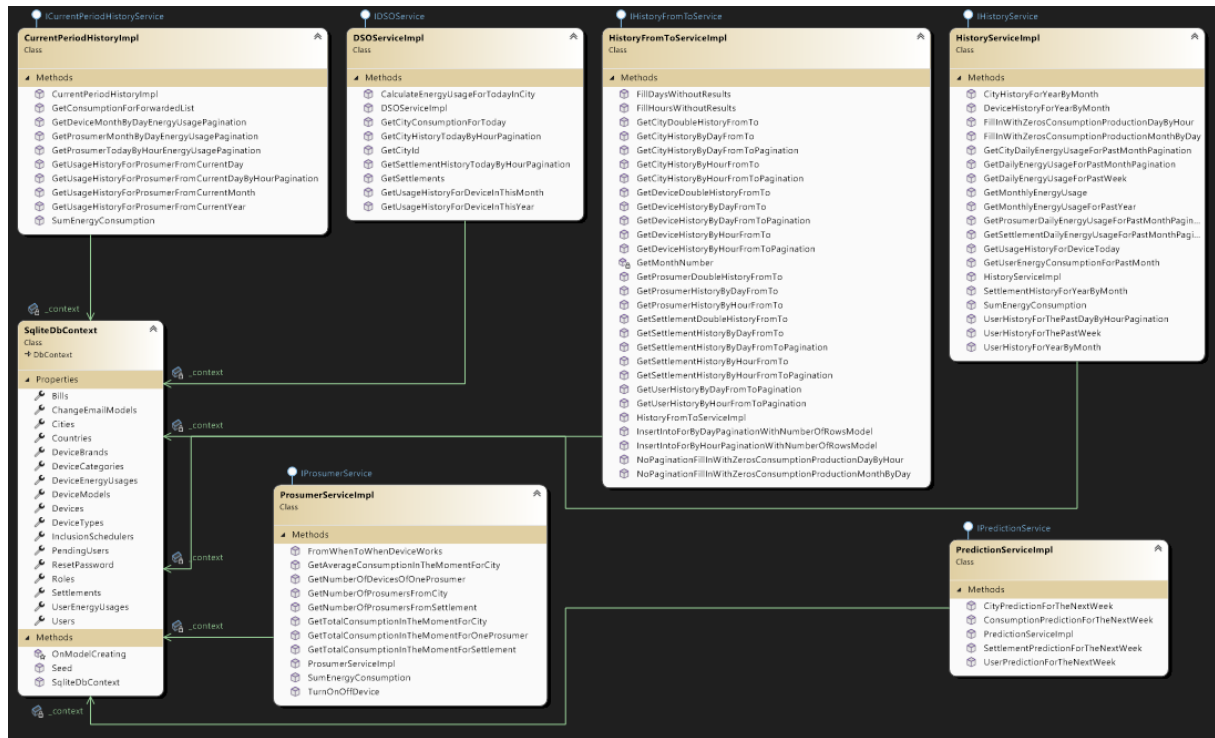 ICurrentPeriodHistoryService
CurrentPeriodHistoryImpl
Class
Methods
CurrentPeriodHistoryImpl
GetConsumptionForForwardedList
GetDeviceMonthByDayEnergyUsagePagination
GetProsumerMonthByDayEnergyUsagePagination
GetProsumerTodayByHourEnergyUsagePagination
GetUsageHistoryForProsumerFromCurrentDay
GetUsageHistoryForProsumerFromCurrentDayByHourPagination
GetUsageHistoryForProsumerFromCurrentMonth
GetUsageHistoryForProsumerFromCurrentYear
SumEnergyConsumption
IDSOService
DSOServiceImpl
Class
Methods
CalculateEnergyUsageForTodayInCity
DSOServiceImpl
GetCityConsumptionForToday
GetCityHistoryTodayByHourPagination
GetCityId
GetSettlementHistoryTodayByHourPagination
GetSettlements
GetUsageHistoryForDeviceInThisMonth
GetUsageHistoryForDeviceInThisYear
IHistoryFromToService
HistoryFromToServiceImpl
Class
Methods
FillDaysWithoutResults
FillHoursWithoutResults
GetCityDoubleHistoryFromTo
GetCityHistoryByDayFromTo
GetCityHistoryByDayFromToPagination
GetCityHistoryByHourFromTo
GetCityHistoryByHourFromToPagination
GetDeviceDoubleHistoryFromTo
GetDeviceHistoryByDayFromTo
GetDeviceHistoryByDayFromToPagination
GetDeviceHistoryByHourFromTo
GetDeviceHistoryByHourFromToPagination
GetMonthNumber
GetProsumerDoubleHistoryFromTo
GetProsumerHistoryByDayFromTo
GetProsumerHistoryByHourFromTo
GetSettlementDoubleHistoryFromTo
GetSettlementHistoryByDayFromTo
GetSettlementHistoryByDayFromToPagination
GetSettlementHistoryByHourFromTo
GetSettlementHistoryByHourFromToPagination
GetUserHistoryByDayFromToPagination
GetUserHistoryByHourFromToPagination
HistoryFromToServiceImpl
InsertIntoForByDayPaginationWithNumberOfRowsModel
InsertIntoForByHourPaginationWithNumberOfRowsModel
NoPaginationFillInWithZerosConsumptionProductionDayByHour
NoPaginationFillInWithZerosConsumptionProductionMonthByDay
IHistoryService
HistoryServiceImpl
Class
Methods
CityHistoryForYearByMonth
DeviceHistoryForYearByMonth
FillInWithZerosConsumptionProductionDayByHour
FillInWithZerosConsumptionProductionMonthByDay
GetCityDailyEnergyUsageForPastMonthPagination
GetDailyEnergyUsageForPastMonthPagination
GetDailyEnergyUsageForPastWeek
GetMonthlyEnergyUsage
GetMonthlyEnergyUsageForPastYear
GetProsumerDailyEnergyUsageForPastMonthPagin...
GetSettlementDailyEnergyUsageForPastMonthPagi...
GetUsageHistoryForDeviceToday
GetUserEnergyConsumptionForPastMonth
HistoryServiceImpl
SettlementHistoryForYearByMonth
SumEnergyConsumption
UserHistoryForThePastDayByHourPagination
UserHistoryForThePastWeek
UserHistoryForYearByMonth
_context
SqliteDbContext
Class
DbContext
Properties
Bills
ChangeEmailModels
Cities
Countries
DeviceBrands
DeviceCategories
DeviceEnergyUsages
DeviceModels
Devices
DeviceTypes
InclusionSchedulers
PendingUsers
ResetPassword
Roles
Settlements
UserEnergyUsages
Users
Methods
OnModelCreating
Seed
SqliteDbContext
_context
_context
_context
_context
_context
IProsumerService
ProsumerServiceImpl
Class
Methods
FromWhenToWhenDeviceWorks
GetAverageConsumptionInTheMomentForCity
GetNumberOfDevicesOfOneProsumer
GetNumberOfProsumersFromCity
GetNumberOfProsumersFromSettlement
GetTotalConsumptionInTheMomentForCity
GetTotalConsumptionInTheMomentForOneProsumer
GetTotalConsumptionInTheMomentForSettlement
ProsumerServiceImpl
SumEnergyConsumption
TurnOnOffDevice
IPredictionService
PredictionServiceImpl
Class
Methods
CityPredictionForTheNextWeek
ConsumptionPredictionForTheNextWeek
PredictionServiceImpl
SettlementPredictionForTheNextWeek
UserPredictionForTheNextWeek